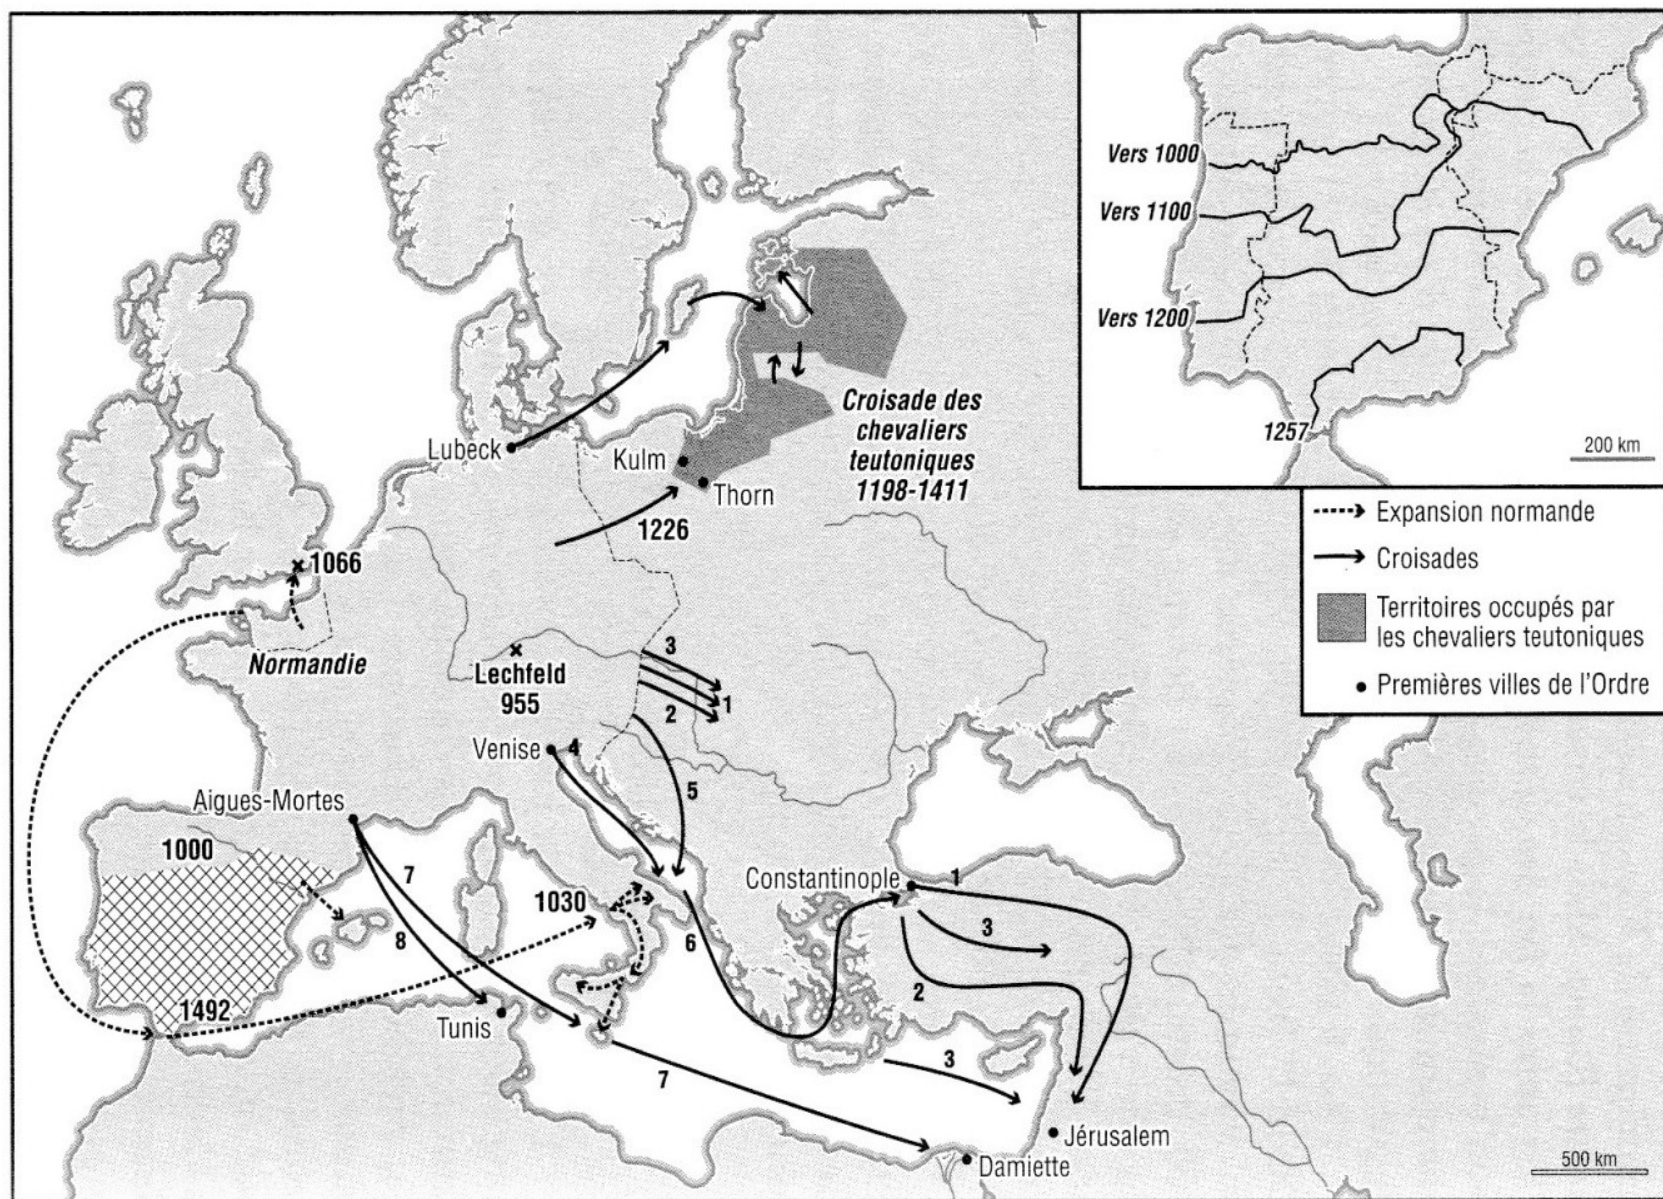 Vers 1000
Vers 1100
Vers 1200
1257
200 km
Expansion normande
Croisades
Territoires occupés par
les chevaliers teutoniques
Premières villes de l'Ordre
Croisade des
chevaliers
teutoniques
1198-1411
Lubeck
Kulm
Thorn
1226
1066
Normandie
Lechfeld
955
3
1
2
Venise
4
5
Aigues-Mortes
1000
7
8
1030
6
Constantinople
1
3
2
1492
Tunis
7
3
Jérusalem
Damiette
500 km